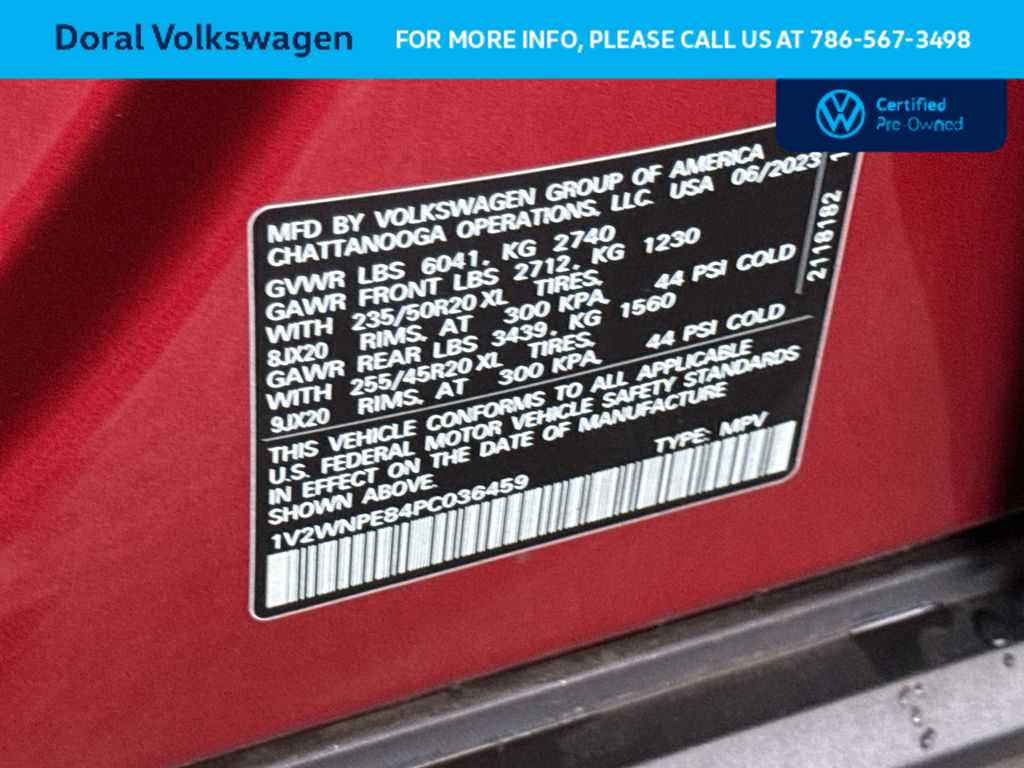 Doral Volkswagen
FOR MORE INFO, PLEASE CALL US AT 786-567-3498
Certified
Pre-Owned
MFD BY VOLKSWAGEN GROUP OF AMERICA
CHATTANOOGA OPERATIONS, LLC. USA 06/2023
GVWR LBS 6041. KG 2740
GAWR FRONT LBS 2712. KG 1230
WITH 235/50R20 XL TIRES.
8JX20 RIMS. AT 300 KPA. 44 PSI COLD
GAWR REAR LBS 3439. KG 1560
WITH 255/45R20 XL TIRES.
9JX20 RIMS. AT 300 KPA. 44 PSI COLD
THIS VEHICLE CONFORMS TO ALL APPLICABLE
U.S. FEDERAL MOTOR VEHICLE SAFETY STANDARDS
IN EFFECT ON THE DATE OF MANUFACTURE
SHOWN ABOVE.
1V2WNPE84PC036459 TYPE: MPV
2118182